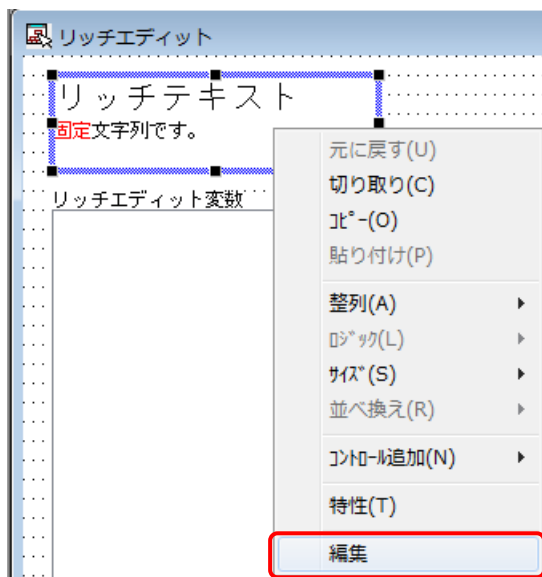 リッチエディット
リッチテキスト
固定文字列です。
リッチエディット変数
元に戻す(U)
切り取り(C)
ｺﾋﾟｰ(O)
貼り付け(P)
整列(A)
ﾛｼﾞｯｸ(L)
ｻｲｽﾞ(S)
並べ換え(R)
ｺﾝﾄﾛｰﾙ追加(N)
特性(T)
編集